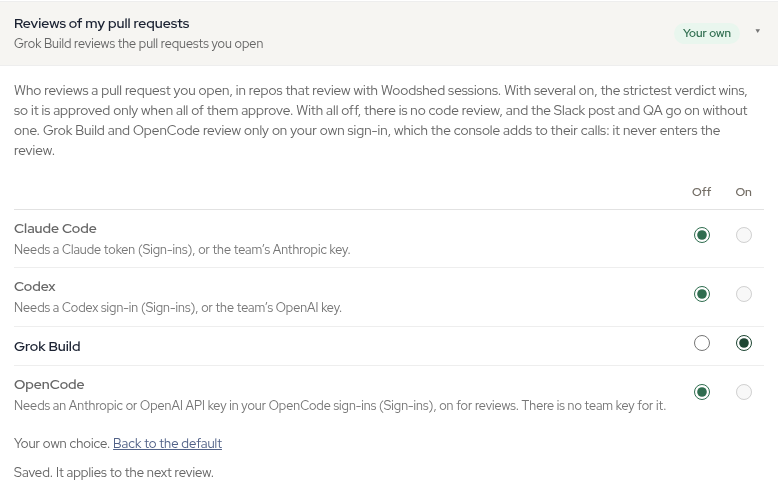 Reviews of my pull requests
Grok Build reviews the pull requests you open
Your own
Who reviews a pull request you open, in repos that review with Woodshed sessions. With several on, the strictest verdict wins,
so it is approved only when all of them approve. With all off, there is no code review, and the Slack post and QA go on without
one. Grok Build and OpenCode review only on your own sign-in, which the console adds to their calls: it never enters the
review.
Off On
Claude Code
Needs a Claude token (Sign-ins), or the team's Anthropic key.
Codex
Needs a Codex sign-in (Sign-ins), or the team's OpenAI key.
Grok Build
OpenCode
Needs an Anthropic or OpenAI API key in your OpenCode sign-ins (Sign-ins), on for reviews. There is no team key for it.
Your own choice. Back to the default
Saved. It applies to the next review.